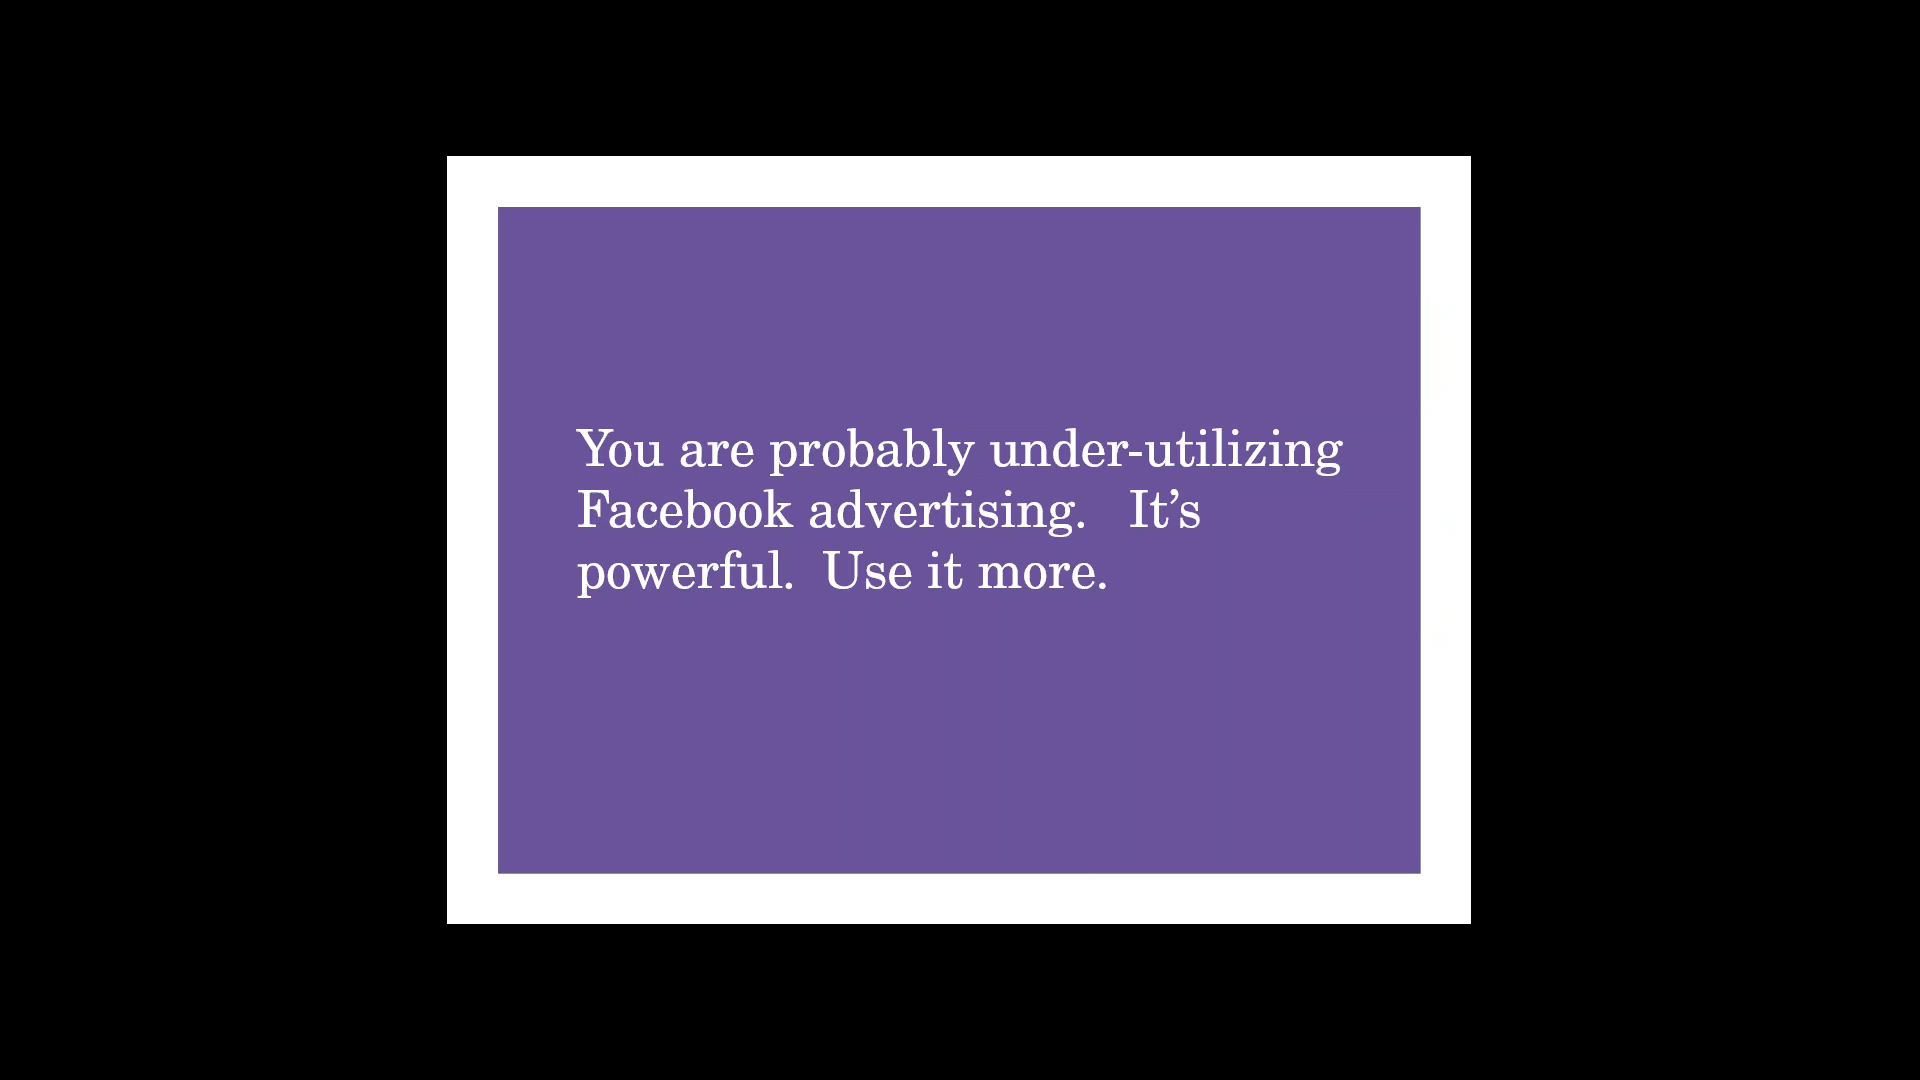 You are probably under-utilizing
Facebook advertising.   It’s
powerful.  Use it more.